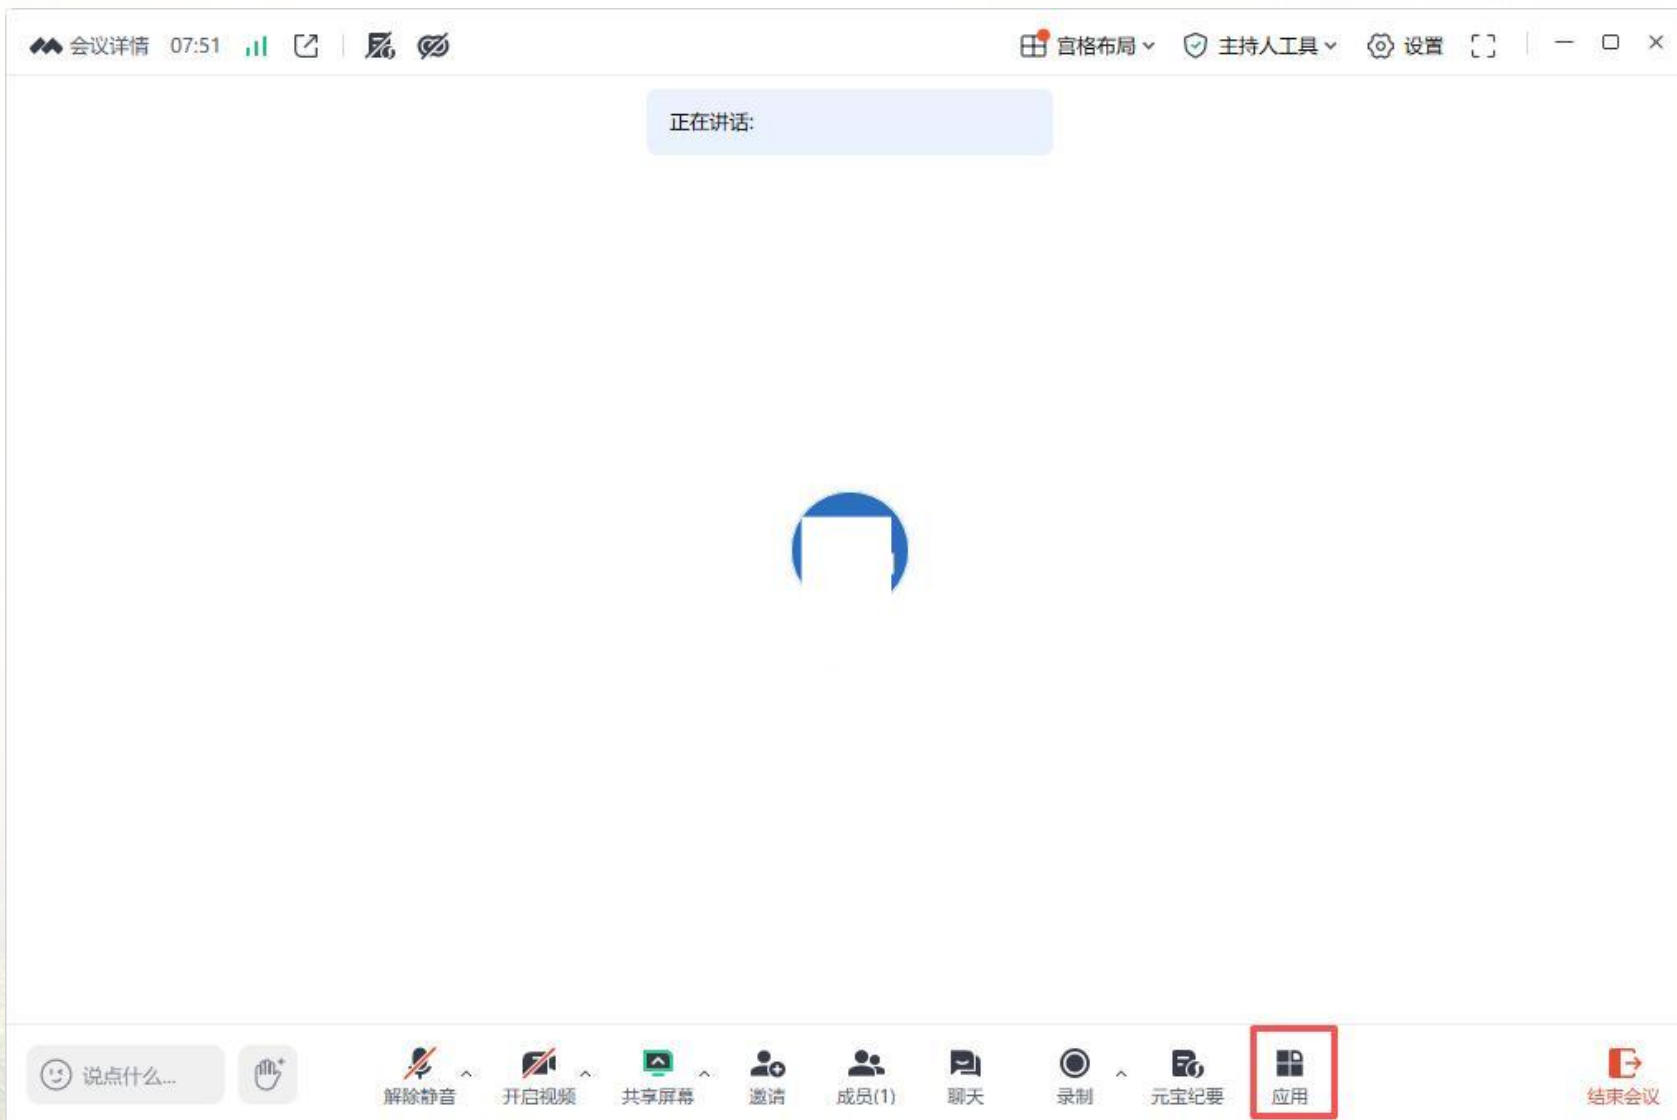 会议详情 07:51 宫格布局 主持人工具 设置
正在讲话:
说点什么... 解除静音 开启视频 共享屏幕 邀请 成员(1) 聊天 录制 元宝纪要 应用 结束会议